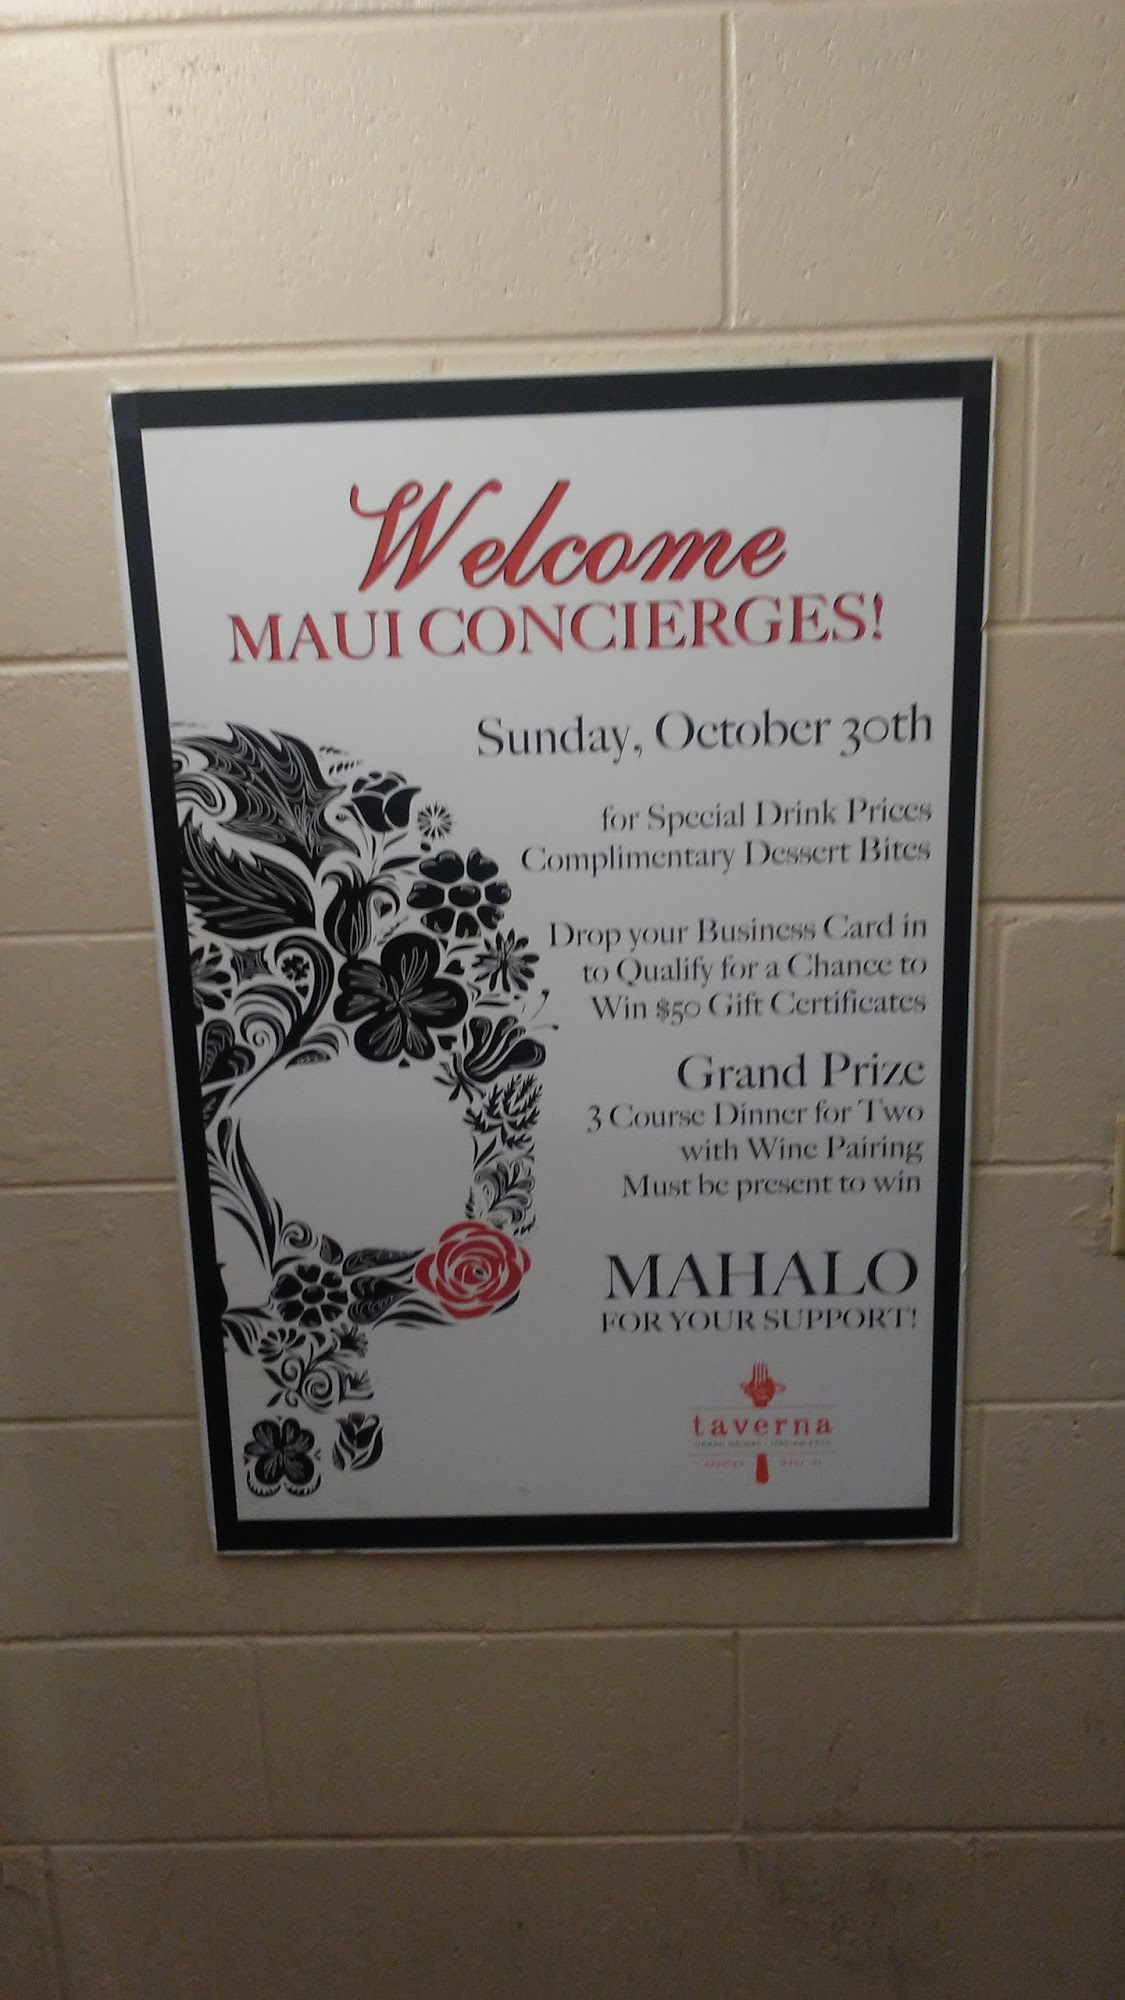 Welcome
MAUI CONCIERGES!
Sunday, October 30th
for Special Drink Prices
Complimentary Dessert Bites
Drop your Business Card in
to Qualify for a Chance to
Win $50 Gift Certificates
Grand Prize
3 Course Dinner for Two
with Wine Pairing
Must be present to win
MAHALO
FOR YOUR SUPPORT!
taverna